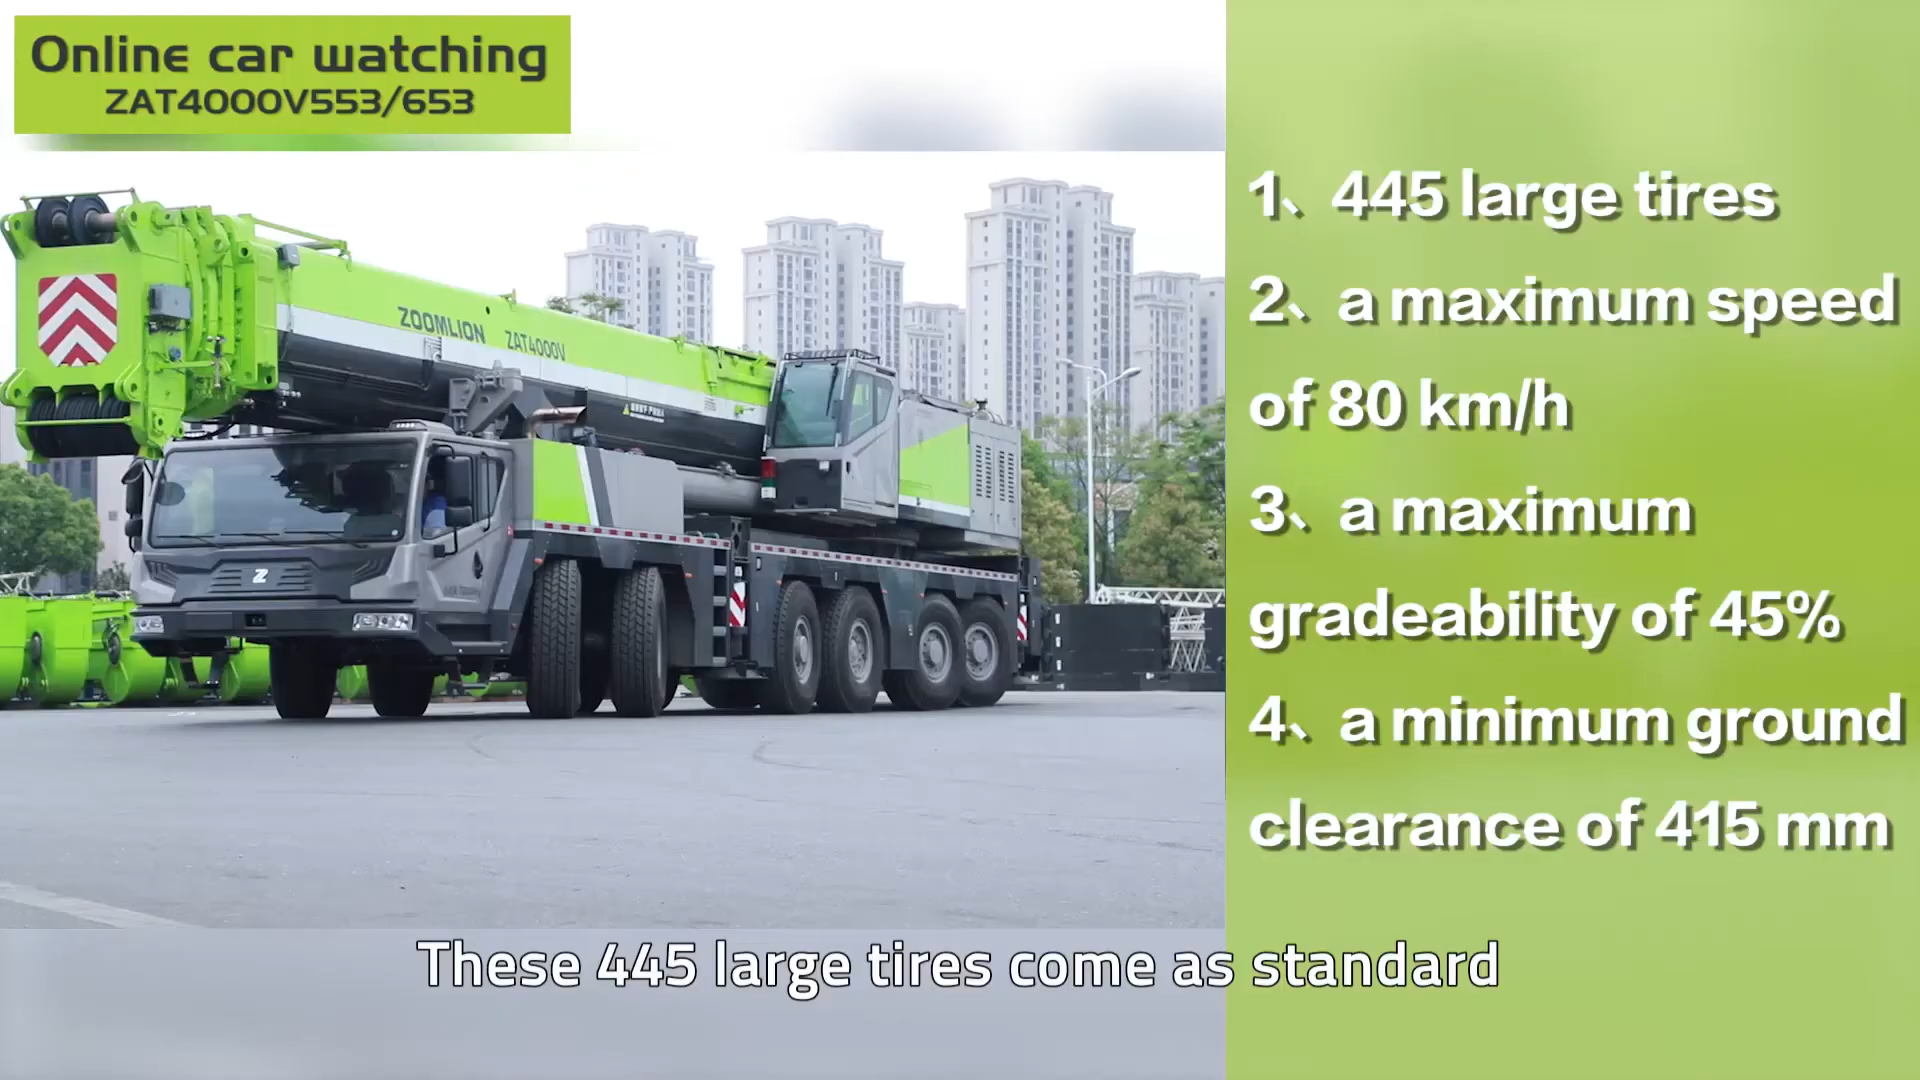 Online car watching
ZAT4000V553/653
ZOOMLION ZAT4000V
1、445 large tires
2、a maximum speed
of 80 km/h
3、a maximum
gradeability of 45%
4、a minimum ground
clearance of 415 mm
These 445 large tires come as standard